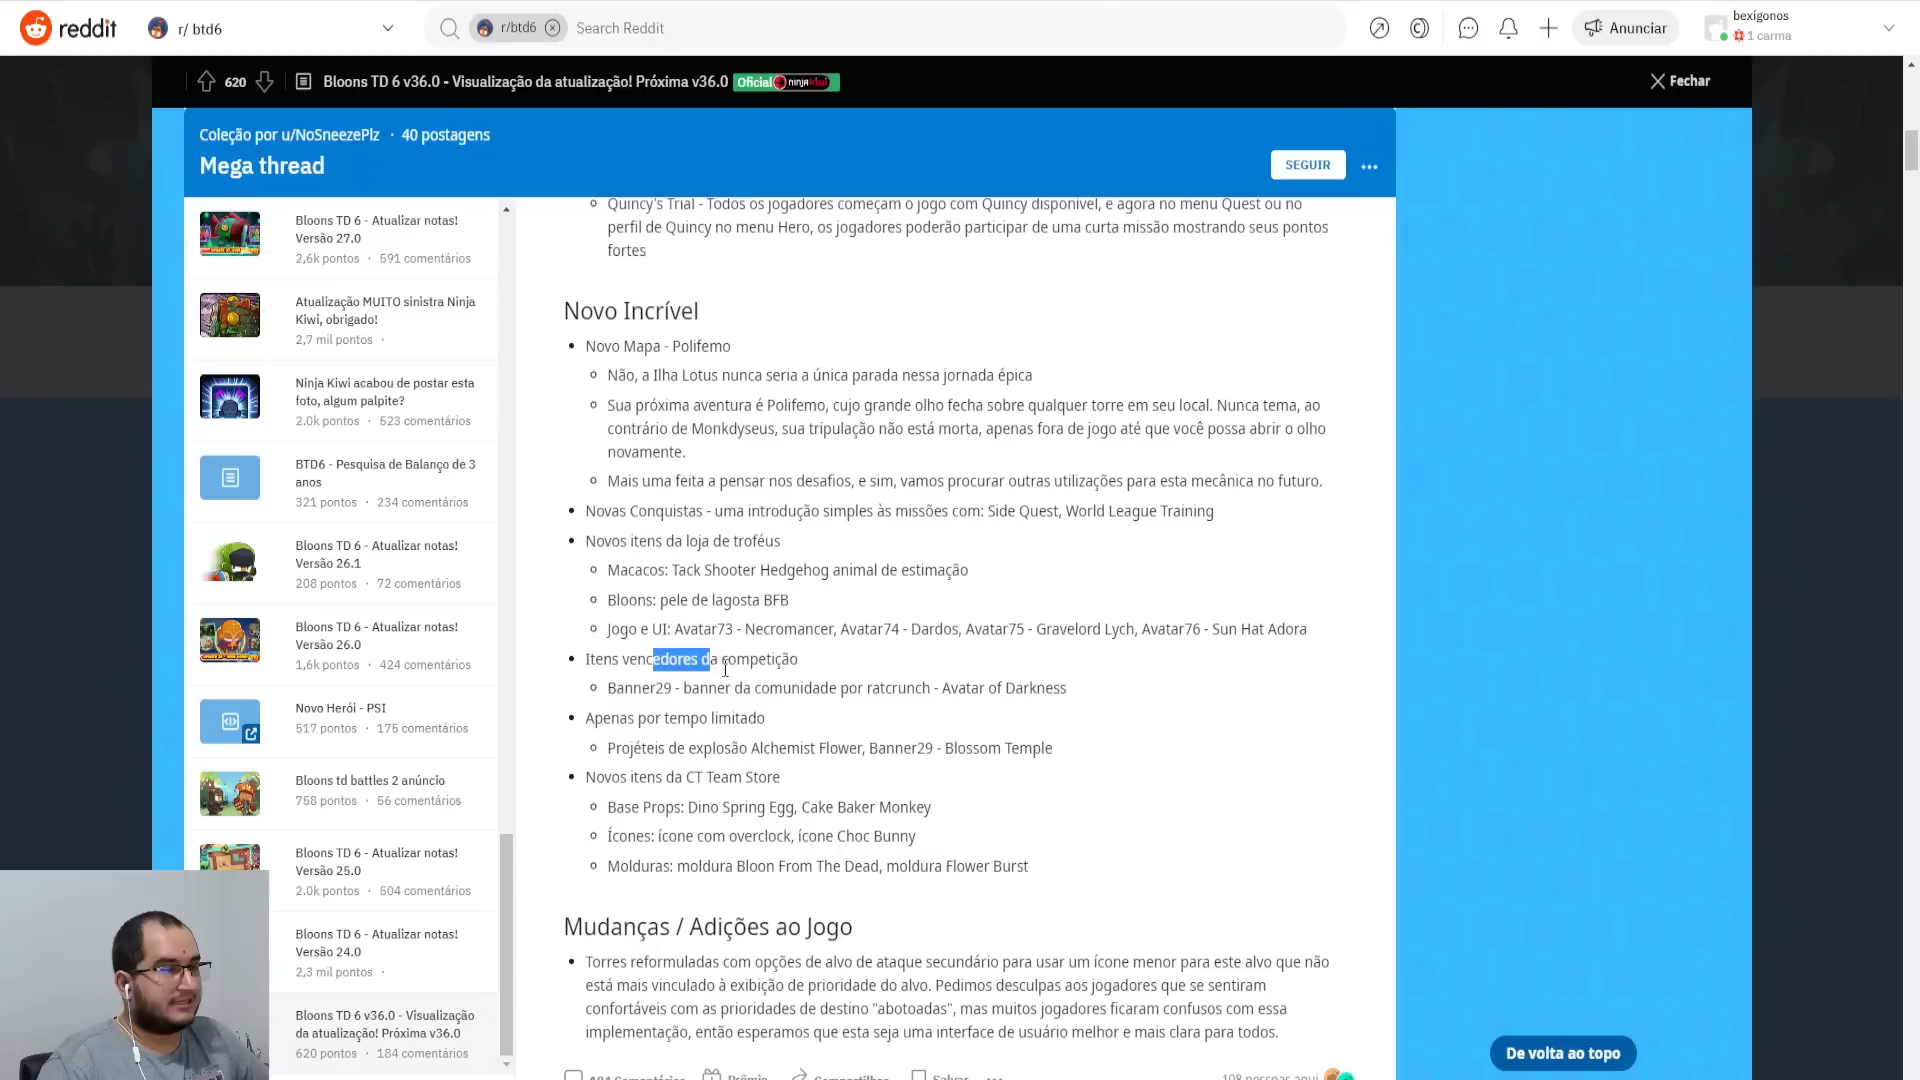 reddit
r/ btd6
r/btd6
Search Reddit
Anunciar
bexígonos
1 carma
620
Bloons TD 6 v36.0 - Visualização da atualização! Próxima v36.0
Oficial
ninja kiwi
Fechar
Coleção por u/NoSneezePlz · 40 postagens
Mega thread
SEGUIR
Bloons TD 6 - Atualizar notas!
Versão 27.0
2,6k pontos · 591 comentários
Atualização MUITO sinistra Ninja
Kiwi, obrigado!
2,7 mil pontos ·
Ninja Kiwi acabou de postar esta
foto, algum palpite?
2.0k pontos · 523 comentários
BTD6 - Pesquisa de Balanço de 3
anos
321 pontos · 234 comentários
Bloons TD 6 - Atualizar notas!
Versão 26.1
208 pontos · 72 comentários
Bloons TD 6 - Atualizar notas!
Versão 26.0
1,6k pontos · 424 comentários
Novo Herói - PSI
517 pontos · 175 comentários
Bloons td battles 2 anúncio
758 pontos · 56 comentários
Bloons TD 6 - Atualizar notas!
Versão 25.0
2.0k pontos · 504 comentários
Bloons TD 6 - Atualizar notas!
Versão 24.0
2,3 mil pontos ·
Bloons TD 6 v36.0 - Visualização
da atualização! Próxima v36.0
620 pontos · 184 comentários
Quincy's Trial - Todos os jogadores começam o jogo com Quincy disponível, e agora no menu Quest ou no
perfil de Quincy no menu Hero, os jogadores poderão participar de uma curta missão mostrando seus pontos
fortes
Novo Incrível
Novo Mapa - Polifemo
Não, a Ilha Lotus nunca seria a única parada nessa jornada épica
Sua próxima aventura é Polifemo, cujo grande olho fecha sobre qualquer torre em seu local. Nunca tema, ao
contrário de Monkdyseus, sua tripulação não está morta, apenas fora de jogo até que você possa abrir o olho
novamente.
Mais uma feita a pensar nos desafios, e sim, vamos procurar outras utilizações para esta mecânica no futuro.
Novas Conquistas - uma introdução simples às missões com: Side Quest, World League Training
Novos itens da loja de troféus
Macacos: Tack Shooter Hedgehog animal de estimação
Bloons: pele de lagosta BFB
Jogo e UI: Avatar73 - Necromancer, Avatar74 - Dardos, Avatar75 - Gravelord Lych, Avatar76 - Sun Hat Adora
Itens vencedores da competição
Banner29 - banner da comunidade por ratcrunch - Avatar of Darkness
Apenas por tempo limitado
Projéteis de explosão Alchemist Flower, Banner29 - Blossom Temple
Novos itens da CT Team Store
Base Props: Dino Spring Egg, Cake Baker Monkey
Ícones: ícone com overclock, ícone Choc Bunny
Molduras: moldura Bloon From The Dead, moldura Flower Burst
Mudanças / Adições ao Jogo
Torres reformuladas com opções de alvo de ataque secundário para usar um ícone menor para este alvo que não
está mais vinculado à exibição de prioridade do alvo. Pedimos desculpas aos jogadores que se sentiram
confortáveis com as prioridades de destino "abotoadas", mas muitos jogadores ficaram confusos com essa
implementação, então esperamos que esta seja uma interface de usuário melhor e mais clara para todos.
184 Comentários
Prêmio
Compartilhar
Salvar
108 pessoas aqui
De volta ao topo